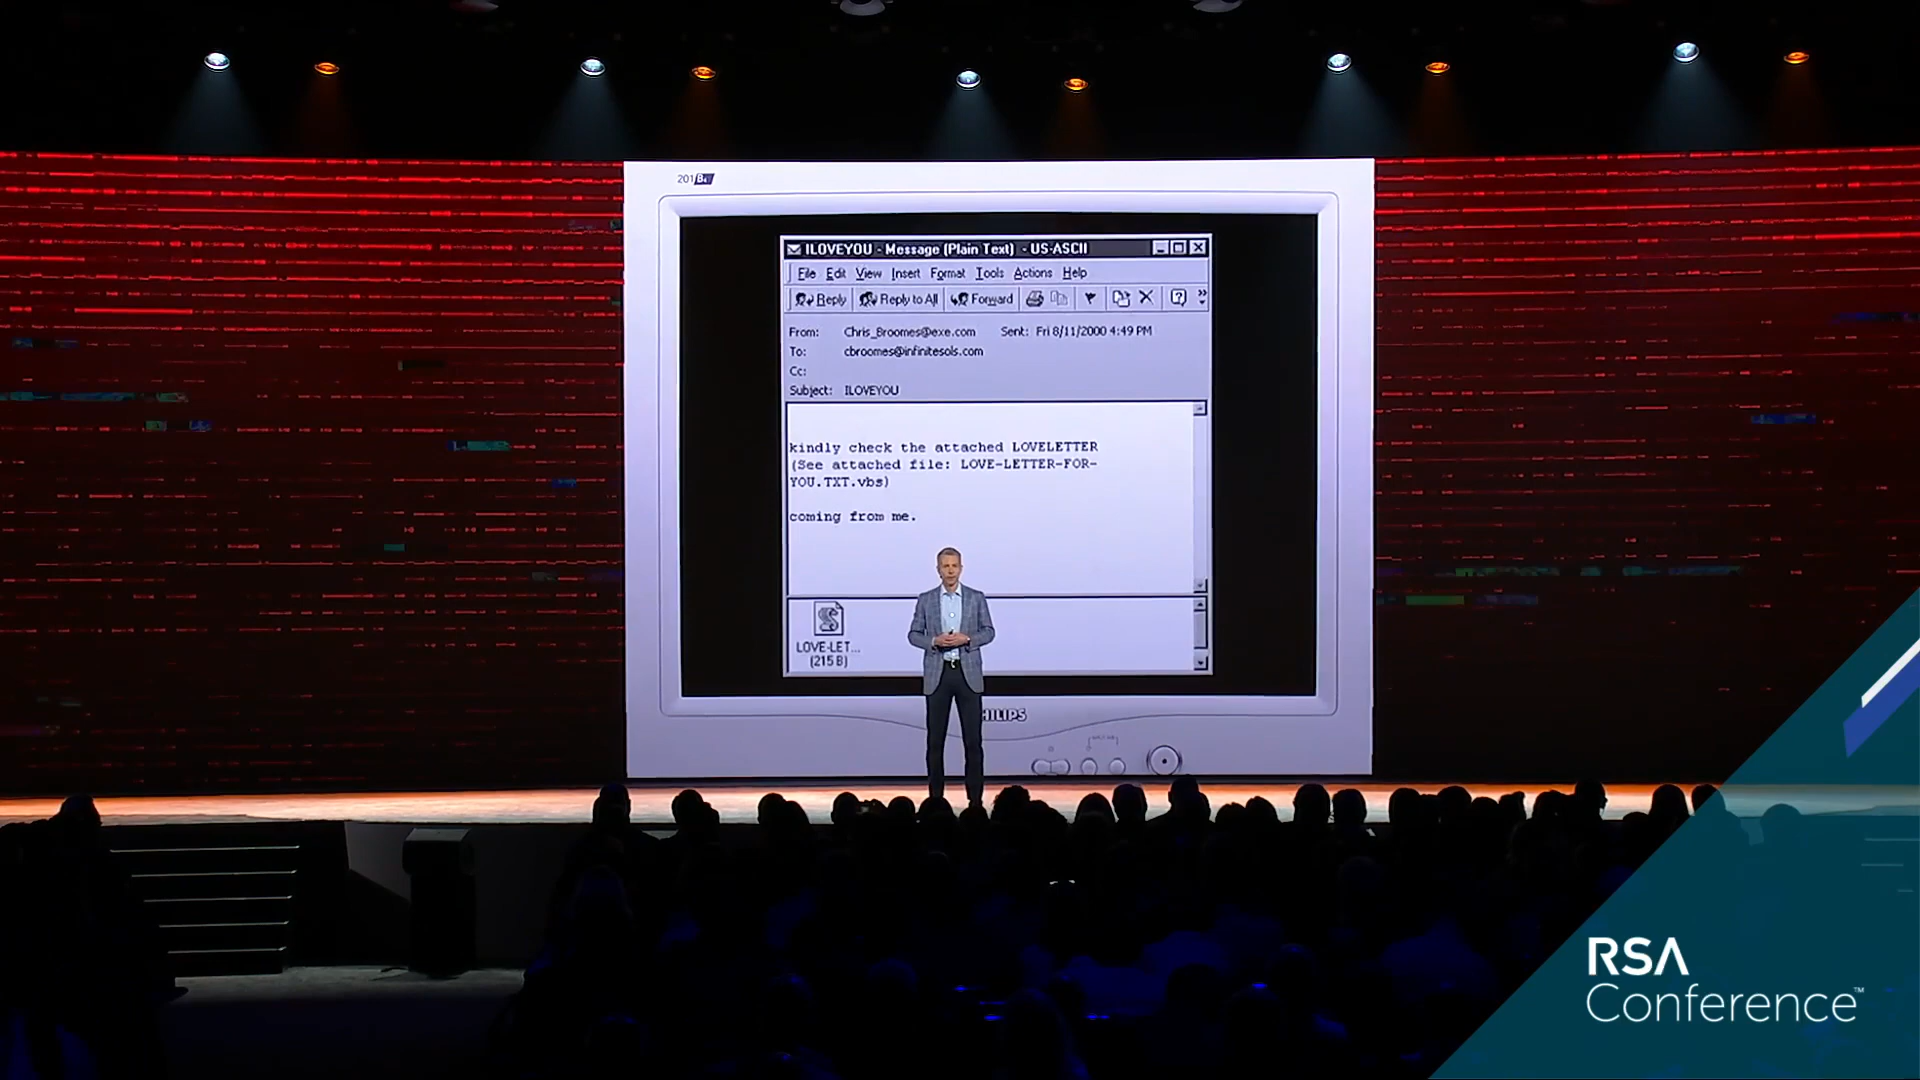 201B4
ILOVEYOU - Message (Plain Text) - US-ASCII
File Edit View Insert Format Tools Actions Help
Reply Reply to All Forward
From: Chris_Broomes@exe.com Sent: Fri 8/11/2000 4:49 PM
To: cbroomes@infinitesols.com
Cc:
Subject: ILOVEYOU
kindly check the attached LOVELETTER
(See attached file: LOVE-LETTER-FOR-
YOU.TXT.vbs)
coming from me.
LOVE-LET...
(215 B)
HILIPS
RSA
Conference™